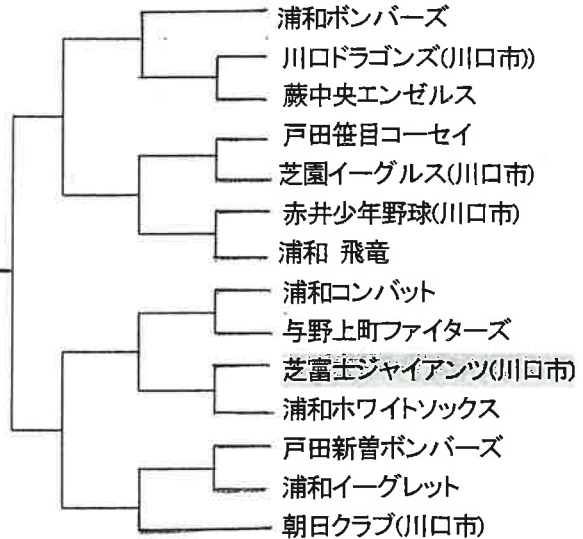 浦和ボンバーズ
川口ドラゴンズ(川口市))
蕨中央エンゼルス
戸田笹目コーセイ
芝園イーグルス(川口市)
赤井少年野球(川口市)
浦和 飛竜
浦和コンバット
与野上町ファイターズ
芝富士ジャイアンツ(川口市)
浦和ホワイトソックス
戸田新曽ボンバーズ
浦和イーグレット
朝日クラブ(川口市)